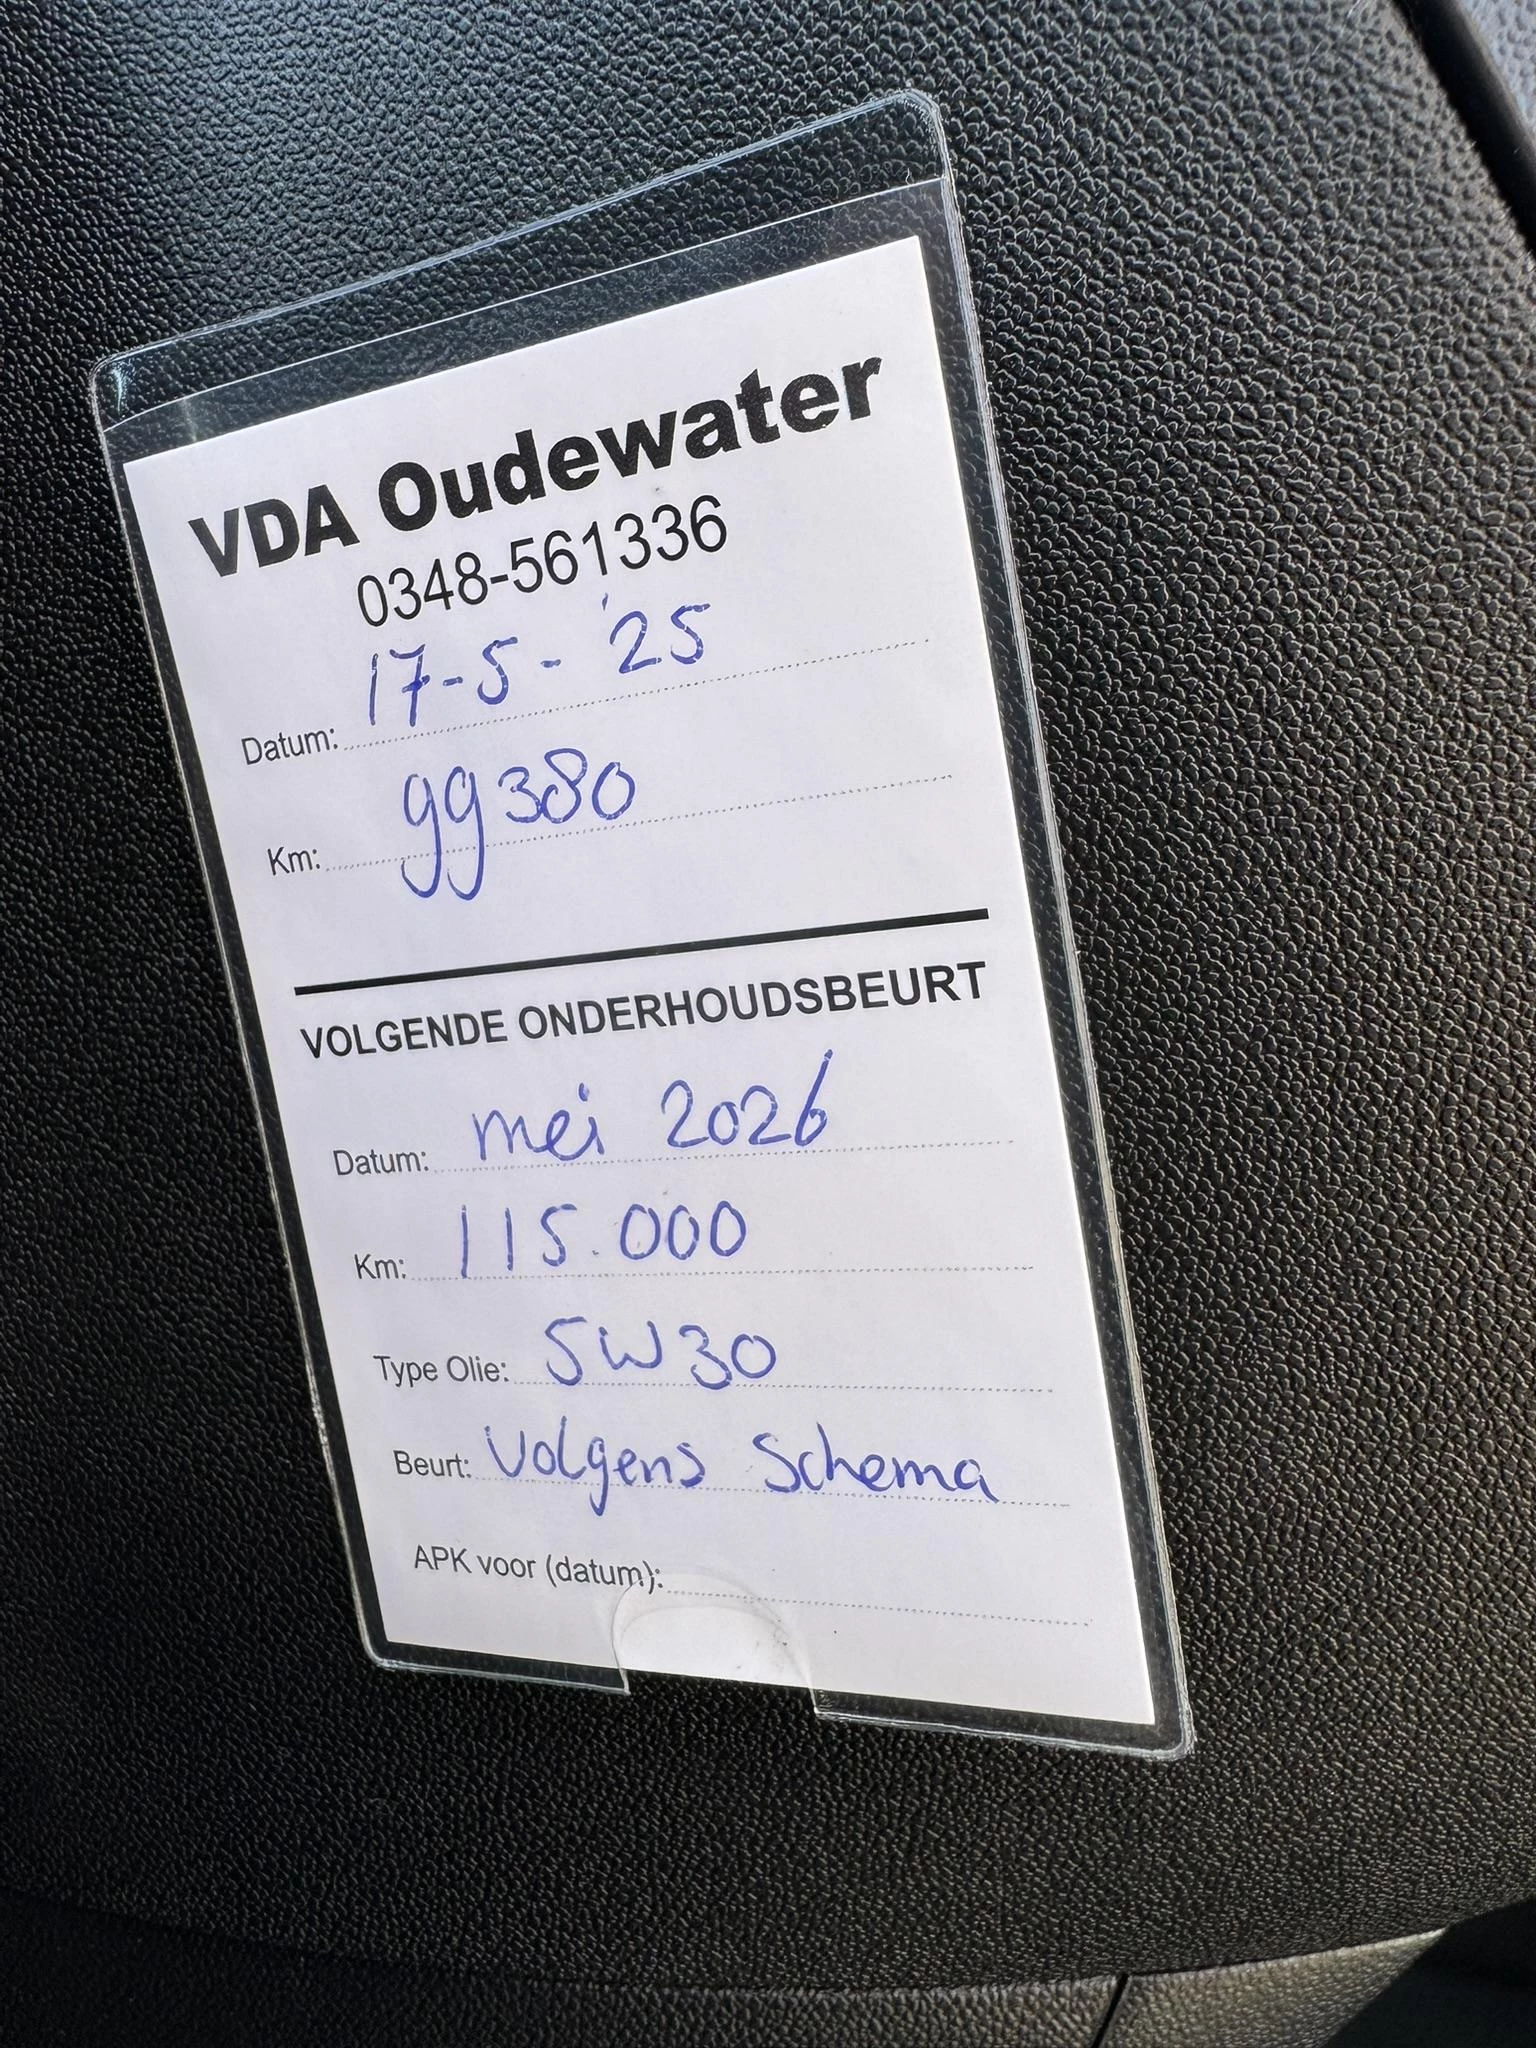 VDA Oudewater
0348-561336
Datum: 17-5-'25
Km: 99380
VOLGENDE ONDERHOUDSBEURT
Datum: mei 2026
Km: 115.000
Type Olie: 5W30
Beurt: Volgens Schema
APK voor (datum):